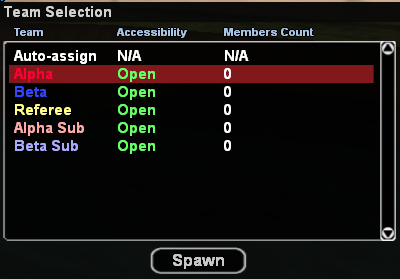 Team Selection
Team Accessibility Members Count
Auto-assign N/A N/A
Alpha Open 0
Beta Open 0
Referee Open 0
Alpha Sub Open 0
Beta Sub Open 0
Spawn